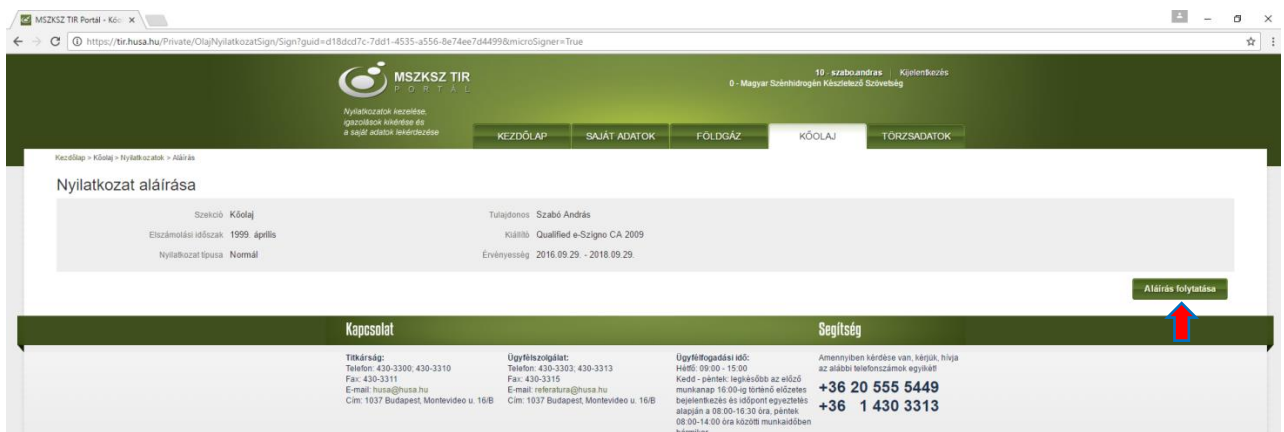 MSZKSZ TIR Portál - Kőo
https://tir.husa.hu/Private/OlajNyilatkozatSign/Sign?guid=d18dcd7c-7dd1-4535-a556-8e74ee7d4499&microSigner=True
MSZKSZ TIR
PORTÁL
Nyilatkozatok kezelése,
igazolások kikérése és
a saját adatok lekérdezése
10 - szabo.andras | Kijelentkezés
0 - Magyar Szénhidrogén Készletező Szövetség
KEZDŐLAP SAJÁT ADATOK FÖLDGÁZ KŐOLAJ TÖRZSADATOK
Kezdőlap > Kőolaj > Nyilatkozatok > Aláírás
Nyilatkozat aláírása
Szekció Kőolaj Tulajdonos Szabó András
Elszámolási időszak 1999. április Kiállító Qualified e-Szigno CA 2009
Nyilatkozat típusa Normál Érvényesség 2016.09.29. - 2018.09.29.
Aláírás folytatása
Kapcsolat
Titkárság:
Telefon: 430-3300; 430-3310
Fax: 430-3311
E-mail: husa@husa.hu
Cím: 1037 Budapest, Montevideo u. 16/B
Ügyfélszolgálat:
Telefon: 430-3303; 430-3313
Fax: 430-3315
E-mail: referatura@husa.hu
Cím: 1037 Budapest, Montevideo u. 16/B
Ügyfélfogadási idő:
Hétfő: 09:00 - 15:00
Kedd - péntek: legkésőbb az előző
munkanap 16:00-ig történő előzetes
bejelentkezés és időpont egyeztetés
alapján a 08:00-16:30 óra, péntek
08:00-14:00 óra közötti munkaidőben
Segítség
Amennyiben kérdése van, kérjük, hívja
az alábbi telefonszámok egyikét!
+36 20 555 5449
+36 1 430 3313